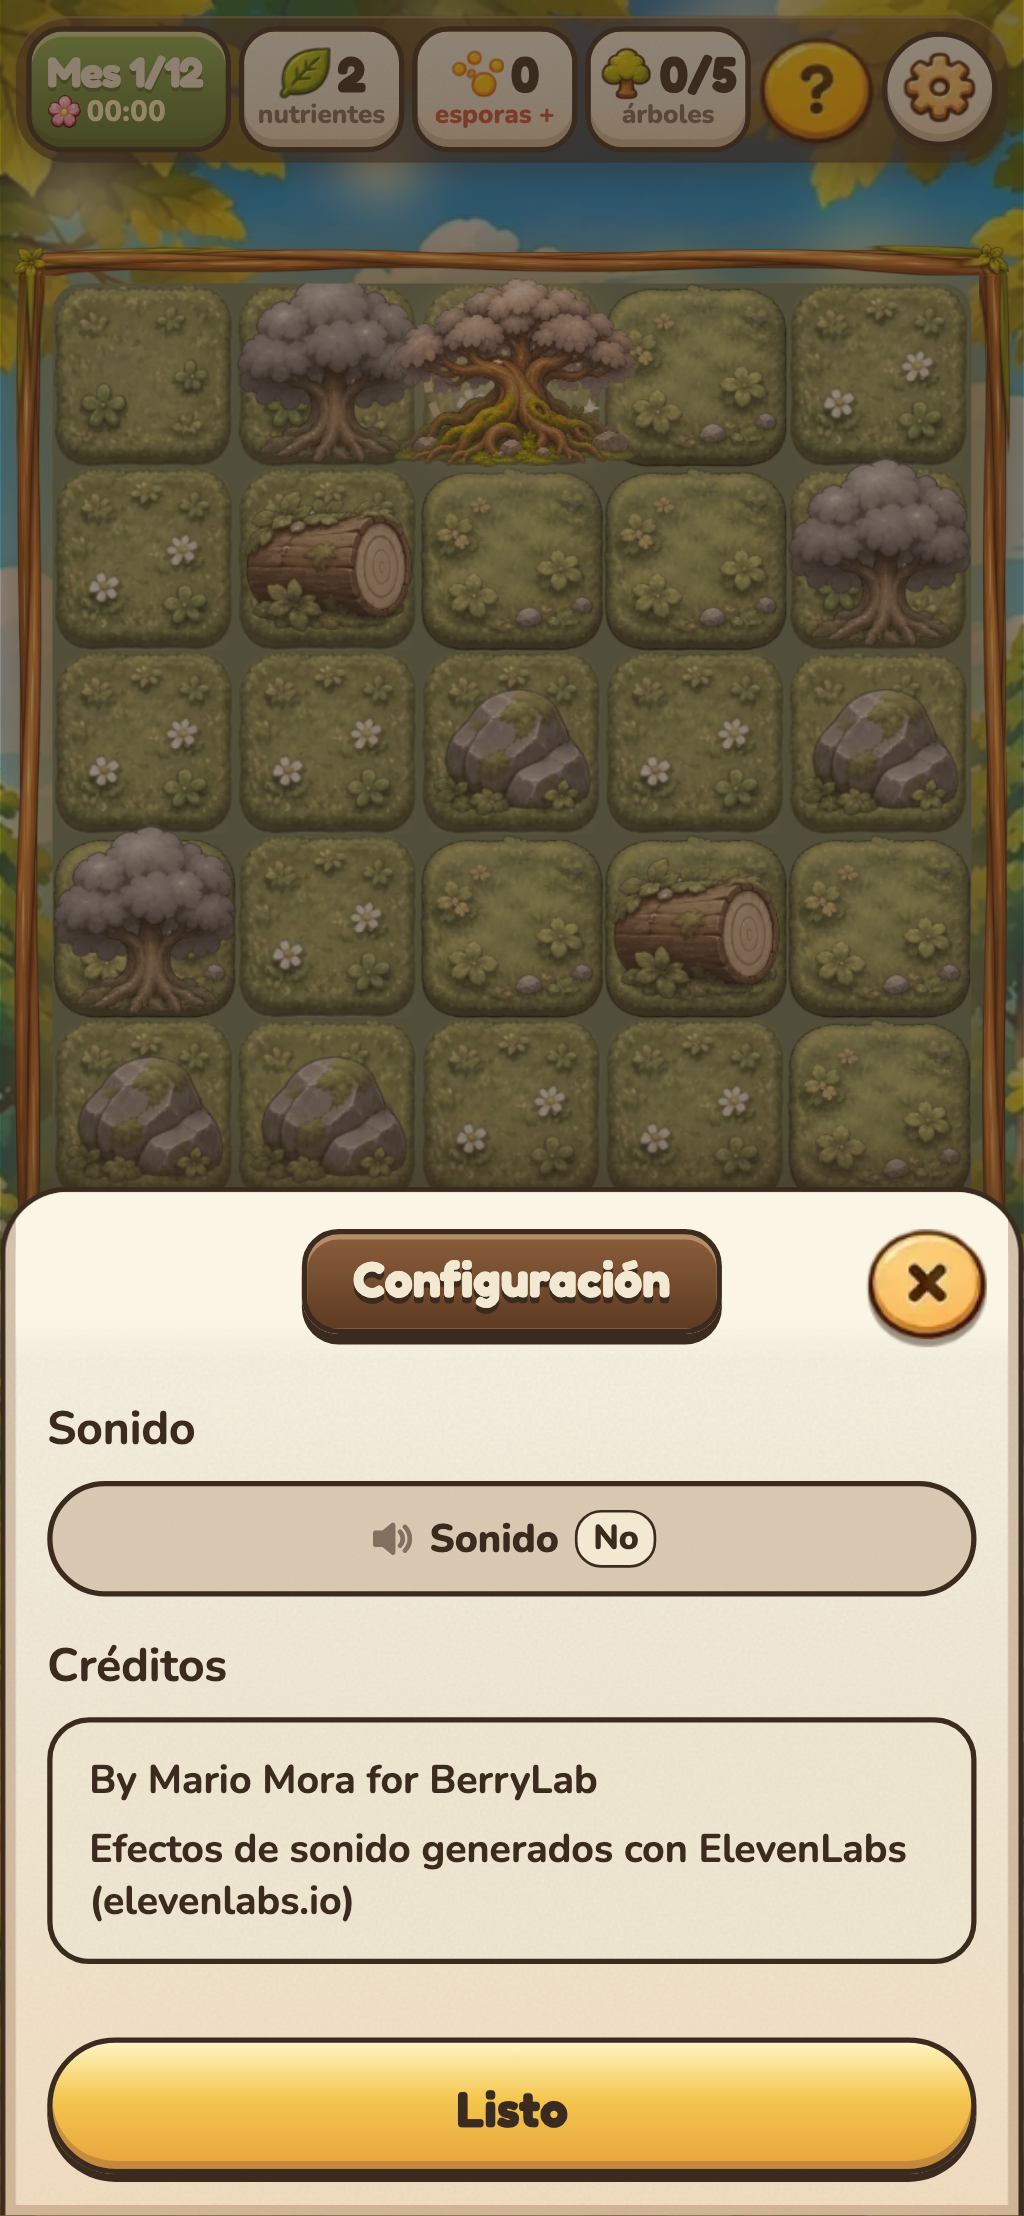 Mes 1/12
00:00
2
nutrientes
0
esporas +
0/5
árboles
?
Configuración
Sonido
Sonido No
Créditos
By Mario Mora for BerryLab
Efectos de sonido generados con ElevenLabs
(elevenlabs.io)
Listo